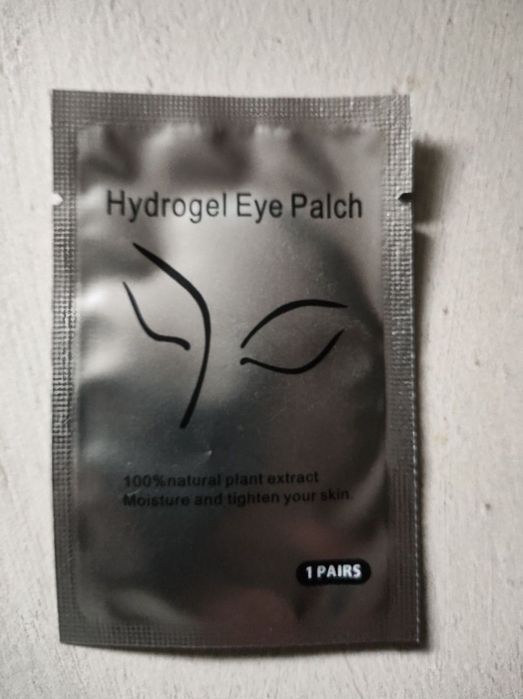 Hydrogel Eye Palch
100%natural plant extract
Moisture and tighten your skin.
1 PAIRS